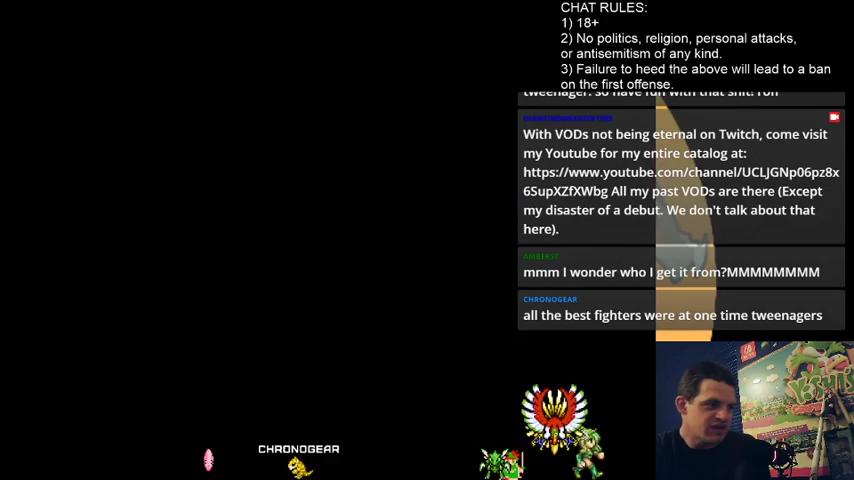 CHAT RULES:
1) 18+
2) No politics, religion, personal attacks,
or antisemitism of any kind.
3) Failure to heed the above will lead to a ban
on the first offense.
tweenager. so have fun with that shit! roll
With VODs not being eternal on Twitch, come visit
my Youtube for my entire catalog at:
https://www.youtube.com/channel/UCLJGNp06pz8x
6SupXZfXWbg All my past VODs are there (Except
my disaster of a debut. We don't talk about that
here).
AMBERST
mmm I wonder who I get it from?MMMMMMMM
CHRONOGEAR
all the best fighters were at one time tweenagers
CHRONOGEAR